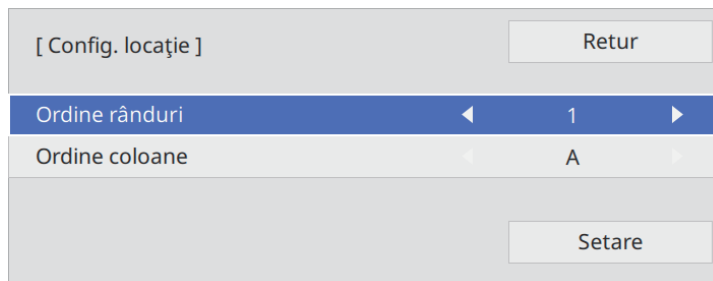 [ Config. locaţie ]
Retur
Ordine rânduri 1
Ordine coloane A
Setare